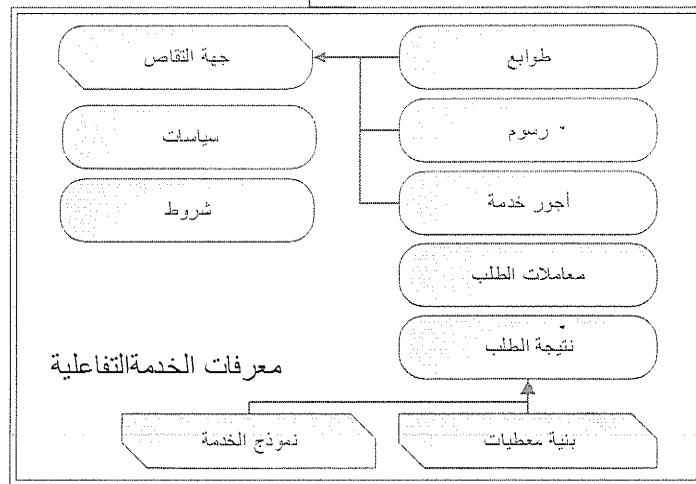 طوابع
جهة التقاص
رسوم
سياسات
أجور خدمة
شروط
معاملات الطلب
نتيجة الطلب
معرفات الخدمةالتفاعلية
بنية معطيات
نموذج الخدمة